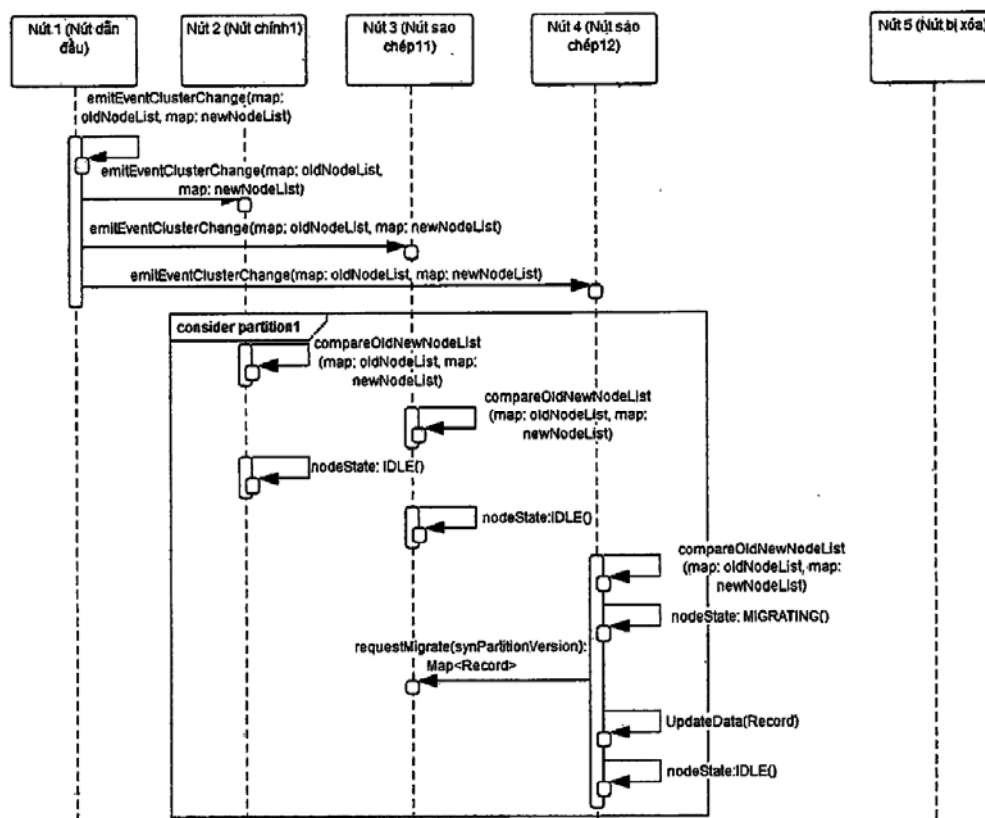 Nút 1 (Nút dẫn
đầu)
Nút 2 (Nút chính1)
Nút 3 (Nút sao
chép11)
Nút 4 (Nút sao
chép12)
Nút 5 (Nút bị xóa)
emitEventClusterChange(map:
oldNodeList, map: newNodeList)
emitEventClusterChange(map: oldNodeList,
map: newNodeList)
emitEventClusterChange(map: oldNodeList, map: newNodeList)
emitEventClusterChange(map: oldNodeList, map: newNodeList)
consider partition1
compareOldNewNodeList
(map: oldNodeList, map:
newNodeList)
compareOldNewNodeList
(map: oldNodeList, map:
newNodeList)
nodeState: IDLE()
nodeState:IDLE()
compareOldNewNodeList
(map: oldNodeList, map:
newNodeList)
nodeState: MIGRATING()
requestMigrate(synPartitionVersion):
Map<Record>
UpdateData(Record)
nodeState:IDLE()